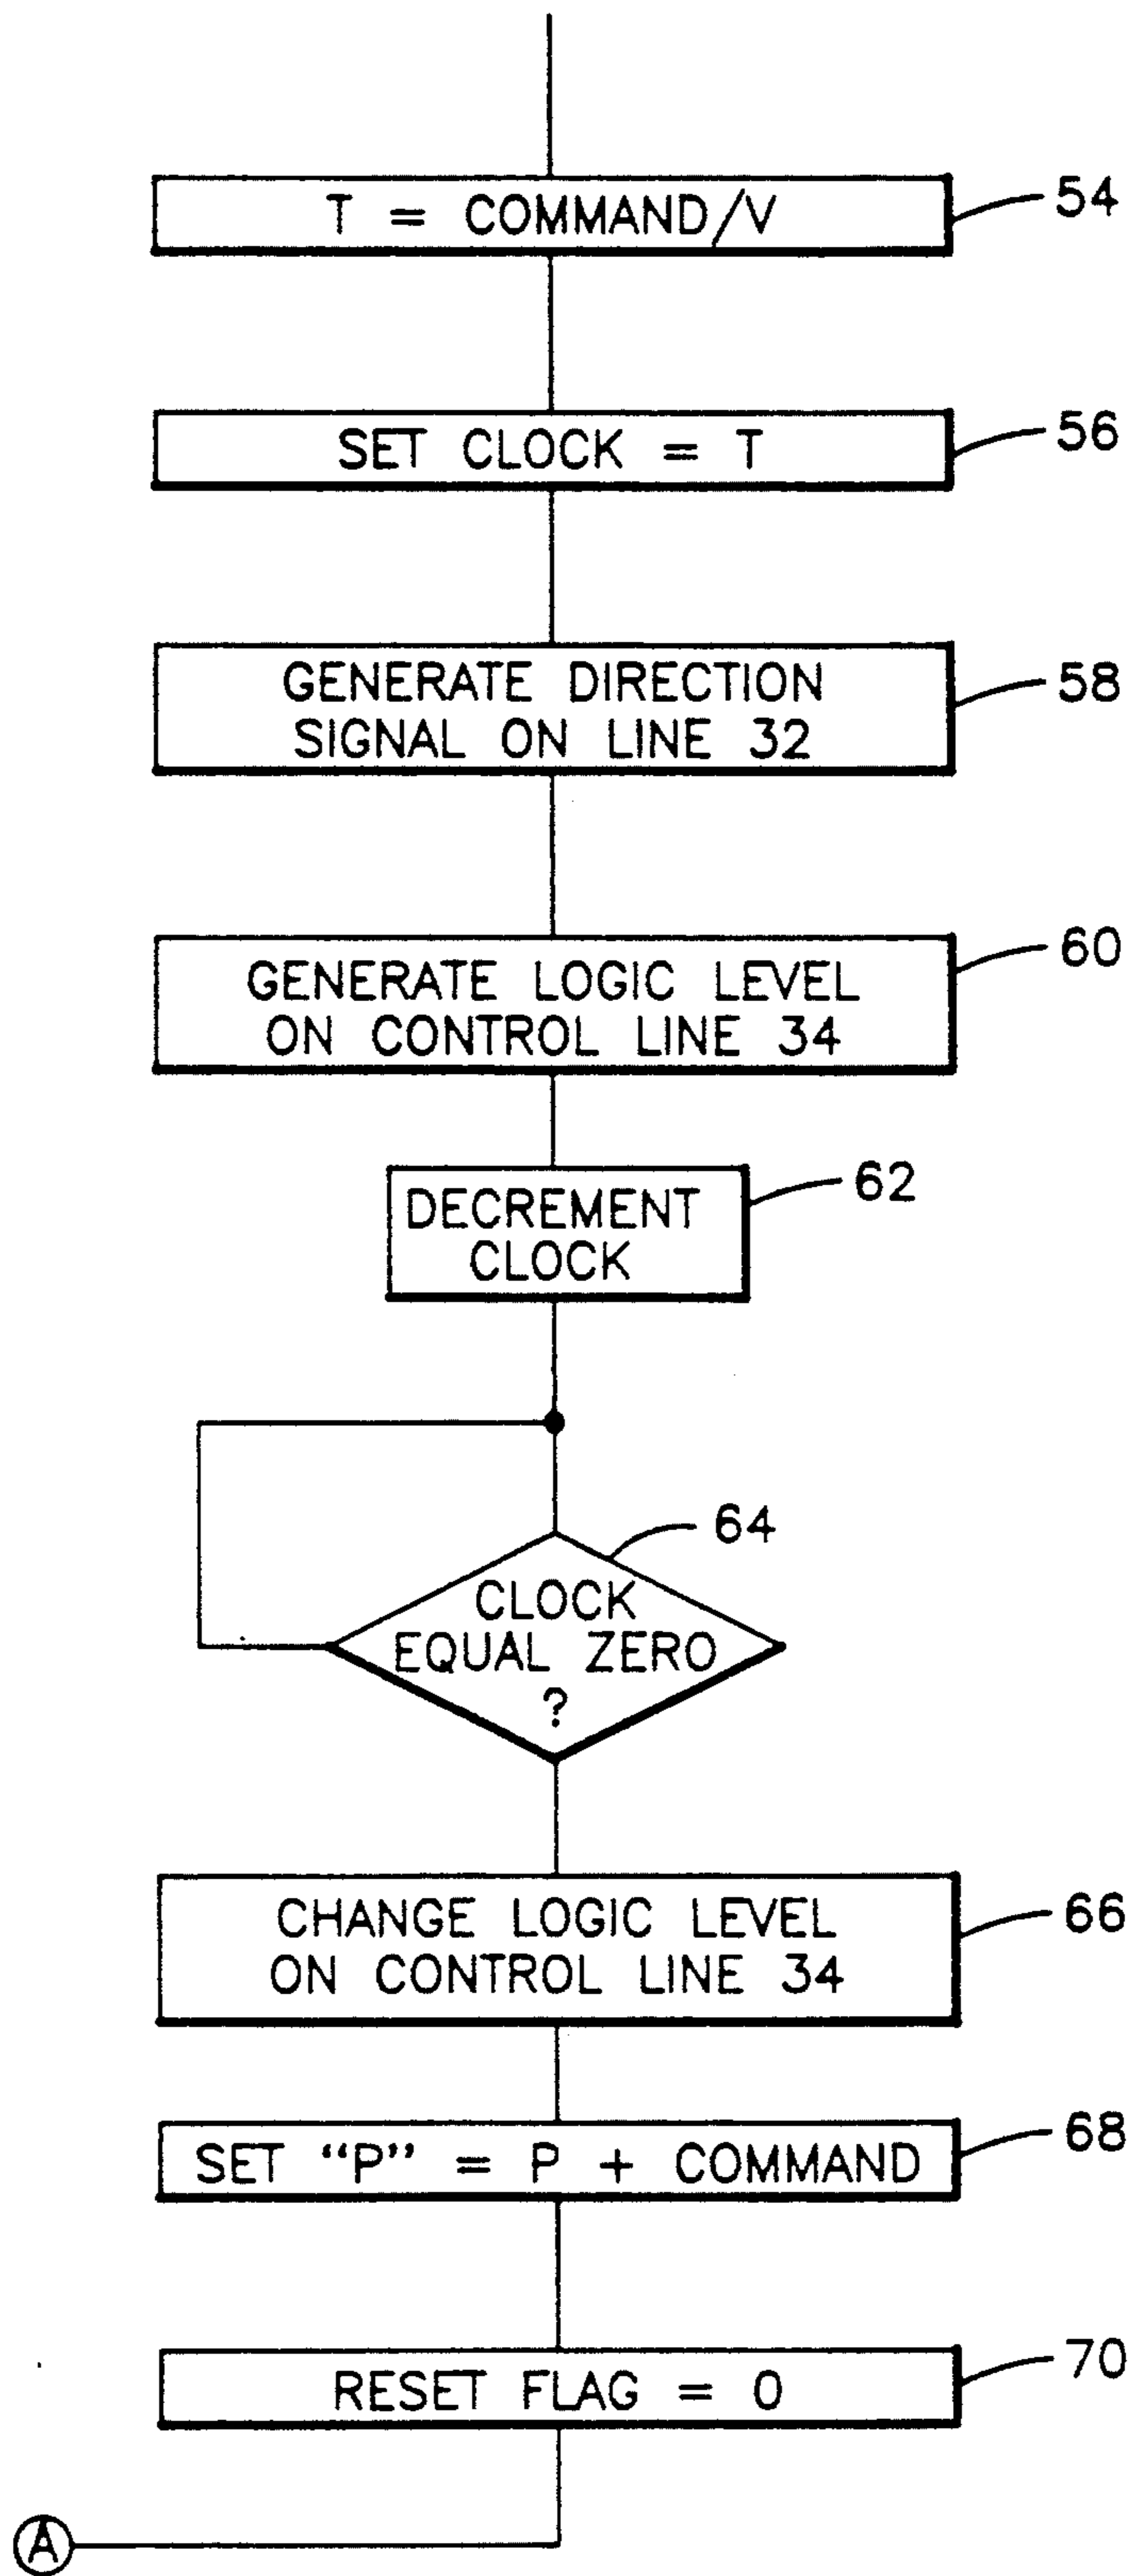 T = COMMAND/V
54
SET CLOCK = T
56
GENERATE DIRECTION
SIGNAL ON LINE 32
58
GENERATE LOGIC LEVEL
ON CONTROL LINE 34
60
DECREMENT
CLOCK
62
64
CLOCK
EQUAL ZERO
?
CHANGE LOGIC LEVEL
ON CONTROL LINE 34
66
SET “P” = P + COMMAND
68
RESET FLAG = 0
70
A